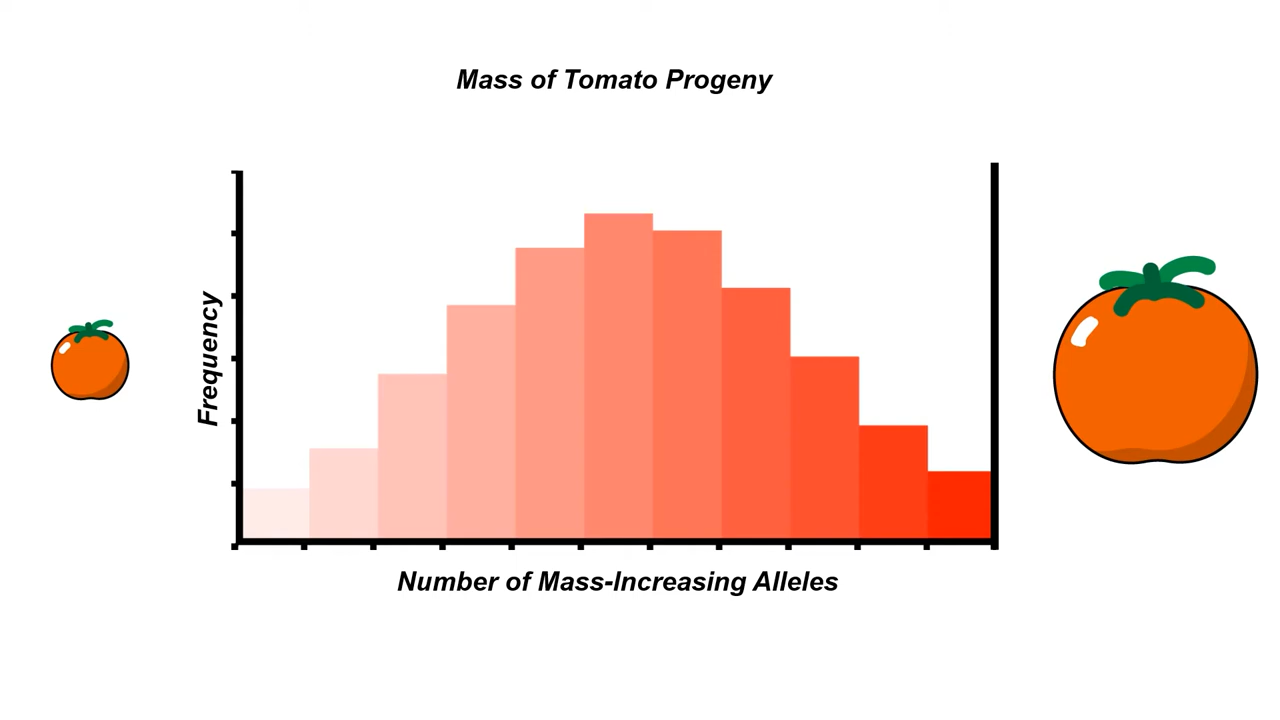 Mass of Tomato Progeny
Frequency
Number of Mass-Increasing Alleles